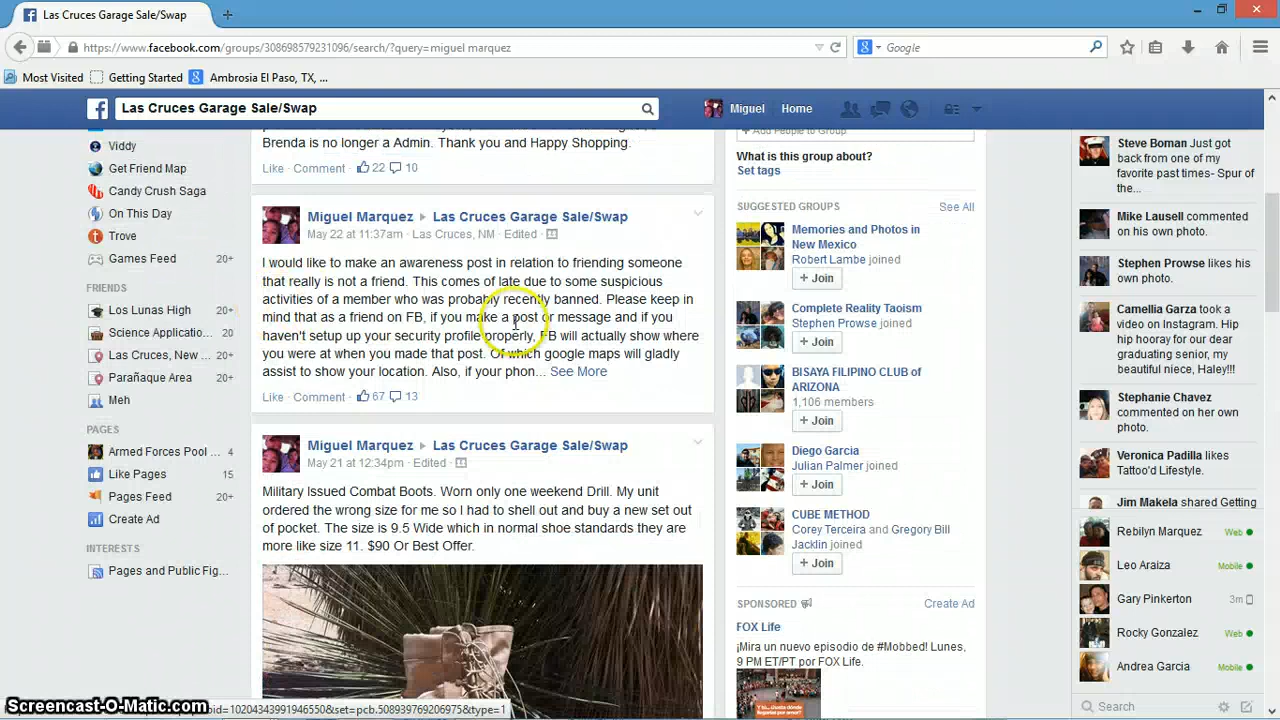 Las Cruces Garage Sale/Swap
https://www.facebook.com/groups/308698579231096/search/?query=miguel marquez
Google
Most Visited
Getting Started
Ambrosia El Paso, TX, ...
Las Cruces Garage Sale/Swap
Miguel
Home
Viddy
Get Friend Map
Candy Crush Saga
On This Day
Trove
Games Feed 20+
FRIENDS
Los Lunas High 20+
Science Applicatio... 20
Las Cruces, New ... 20+
Parañaque Area 20+
Meh
PAGES
Armed Forces Pool ... 4
Like Pages 15
Pages Feed 20+
Create Ad
INTERESTS
Pages and Public Fig...
Brenda is no longer a Admin. Thank you and Happy Shopping.
Like · Comment · 22 10
Miguel Marquez ▸ Las Cruces Garage Sale/Swap
May 22 at 11:37am · Las Cruces, NM · Edited ·
I would like to make an awareness post in relation to friending someone
that really is not a friend. This comes of late due to some suspicious
activities of a member who was probably recently banned. Please keep in
mind that as a friend on FB, if you make a post or message and if you
haven't setup up your security profile properly, FB will actually show where
you were at when you made that post. Of which google maps will gladly
assist to show your location. Also, if your phon... See More
Like · Comment · 67 13
Miguel Marquez ▸ Las Cruces Garage Sale/Swap
May 21 at 12:34pm · Edited ·
Military Issued Combat Boots. Worn only one weekend Drill. My unit
ordered the wrong size for me so I had to shell out and buy a new set out
of pocket. The size is 9.5 Wide which in normal shoe standards they are
more like size 11. $90 Or Best Offer.
+ Add People to Group
What is this group about?
Set tags
SUGGESTED GROUPS See All
Memories and Photos in
New Mexico
Robert Lambe joined
+ Join
Complete Reality Taoism
Stephen Prowse joined
+ Join
BISAYA FILIPINO CLUB of
ARIZONA
1,106 members
+ Join
Diego Garcia
Julian Palmer joined
+ Join
CUBE METHOD
Corey Terceira and Gregory Bill
Jacklin joined
+ Join
SPONSORED Create Ad
FOX Life
¡Mira un nuevo episodio de #Mobbed! Lunes,
9 PM ET/PT por FOX Life.
Steve Boman Just got
back from one of my
favorite past times- Spur of
the...
Mike Lausell commented
on his own photo.
Stephen Prowse likes his
own photo.
Camellia Garza took a
video on Instagram. Hip
hip hooray for our dear
graduating senior, my
beautiful niece, Haley!!!
Stephanie Chavez
commented on her own
photo.
Veronica Padilla likes
Tattoo'd Lifestyle.
Jim Makela shared Getting
Rebilyn Marquez Web
Leo Araiza Mobile
Gary Pinkerton 3m
Rocky Gonzalez Web
Andrea Garcia Mobile
Search
Screencast-O-Matic.com